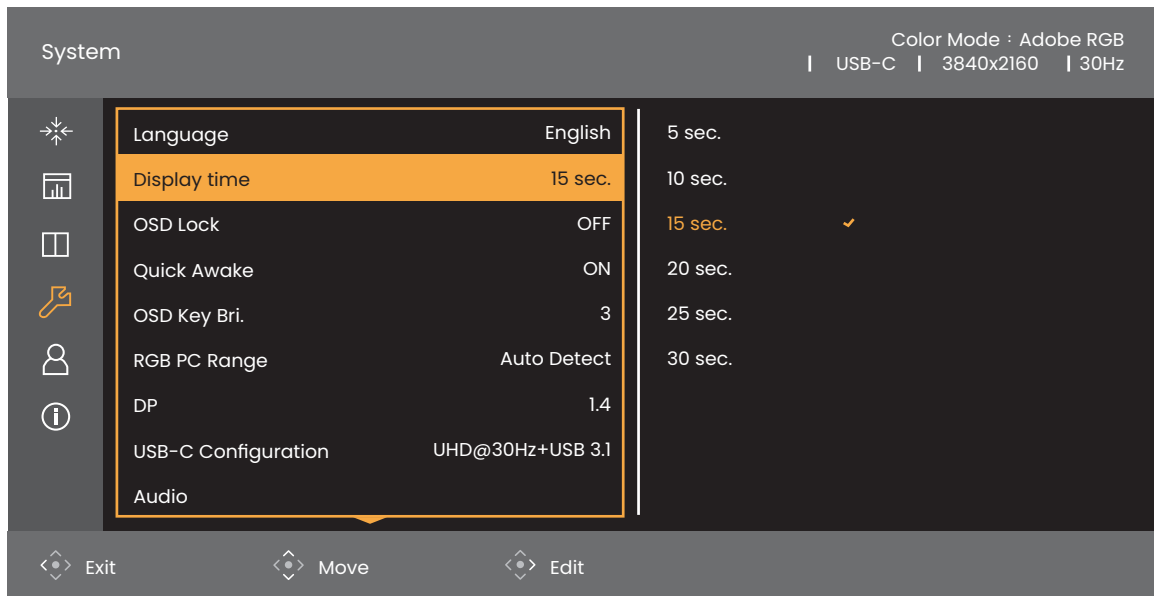 System
Color Mode : Adobe RGB
| USB-C | 3840x2160 | 30Hz
Language English
Display time 15 sec.
OSD Lock OFF
Quick Awake ON
OSD Key Bri. 3
RGB PC Range Auto Detect
DP 1.4
USB-C Configuration UHD@30Hz+USB 3.1
Audio
5 sec.
10 sec.
15 sec.
20 sec.
25 sec.
30 sec.
Exit Move Edit